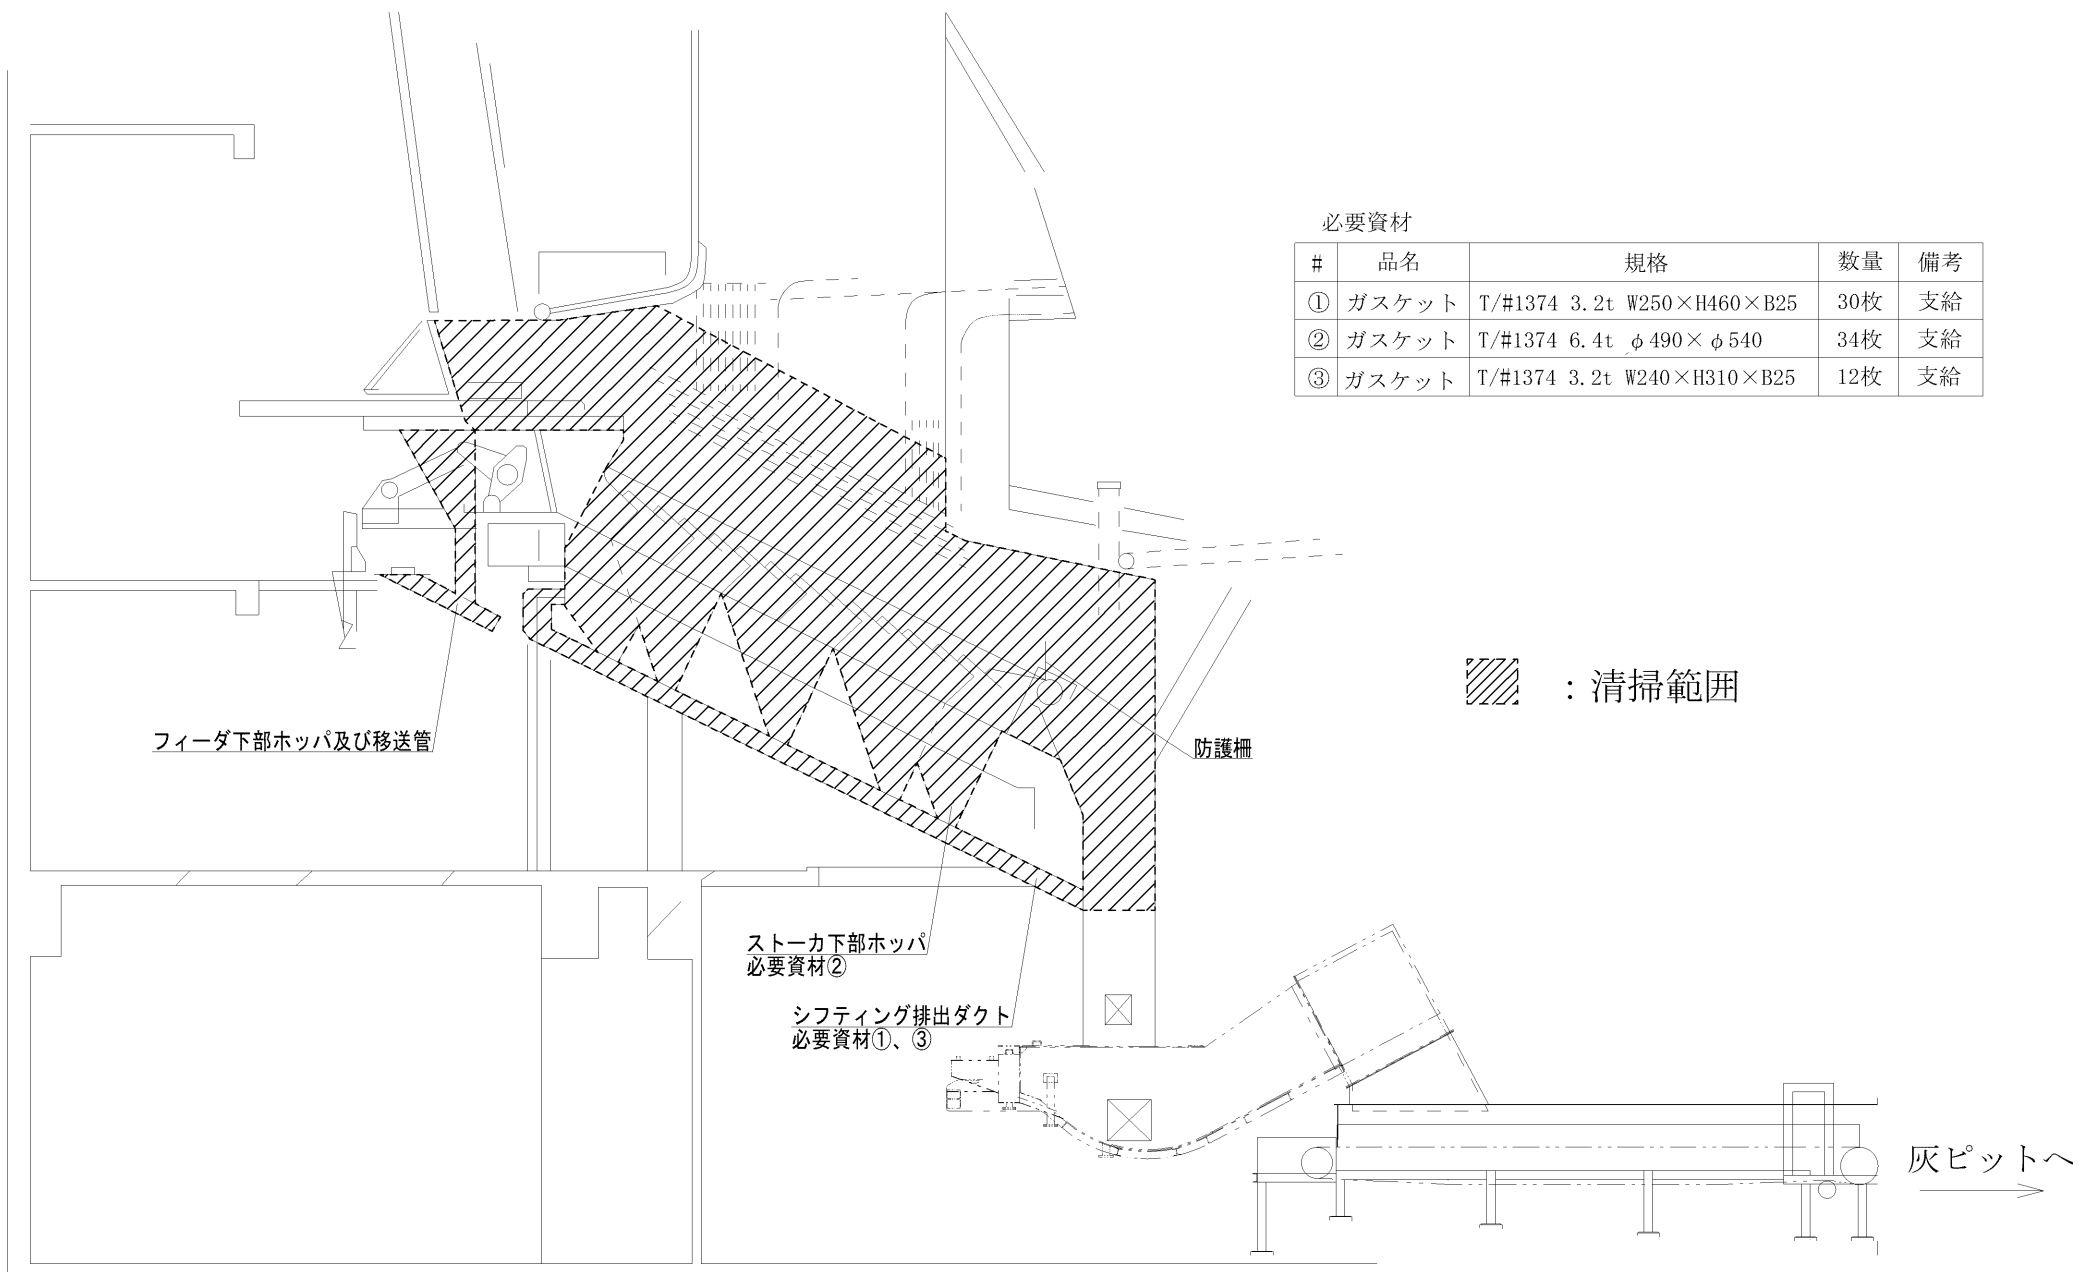 必要資材
# 品名 規格 数量 備考
① ガスケット T/#1374 3.2t W250×H460×B25 30枚 支給
② ガスケット T/#1374 6.4t φ490×φ540 34枚 支給
③ ガスケット T/#1374 3.2t W240×H310×B25 12枚 支給
：清掃範囲
フィーダ下部ホッパ及び移送管
防護柵
ストーカ下部ホッパ
必要資材②
シフティング排出ダクト
必要資材①、③
灰ピットへ